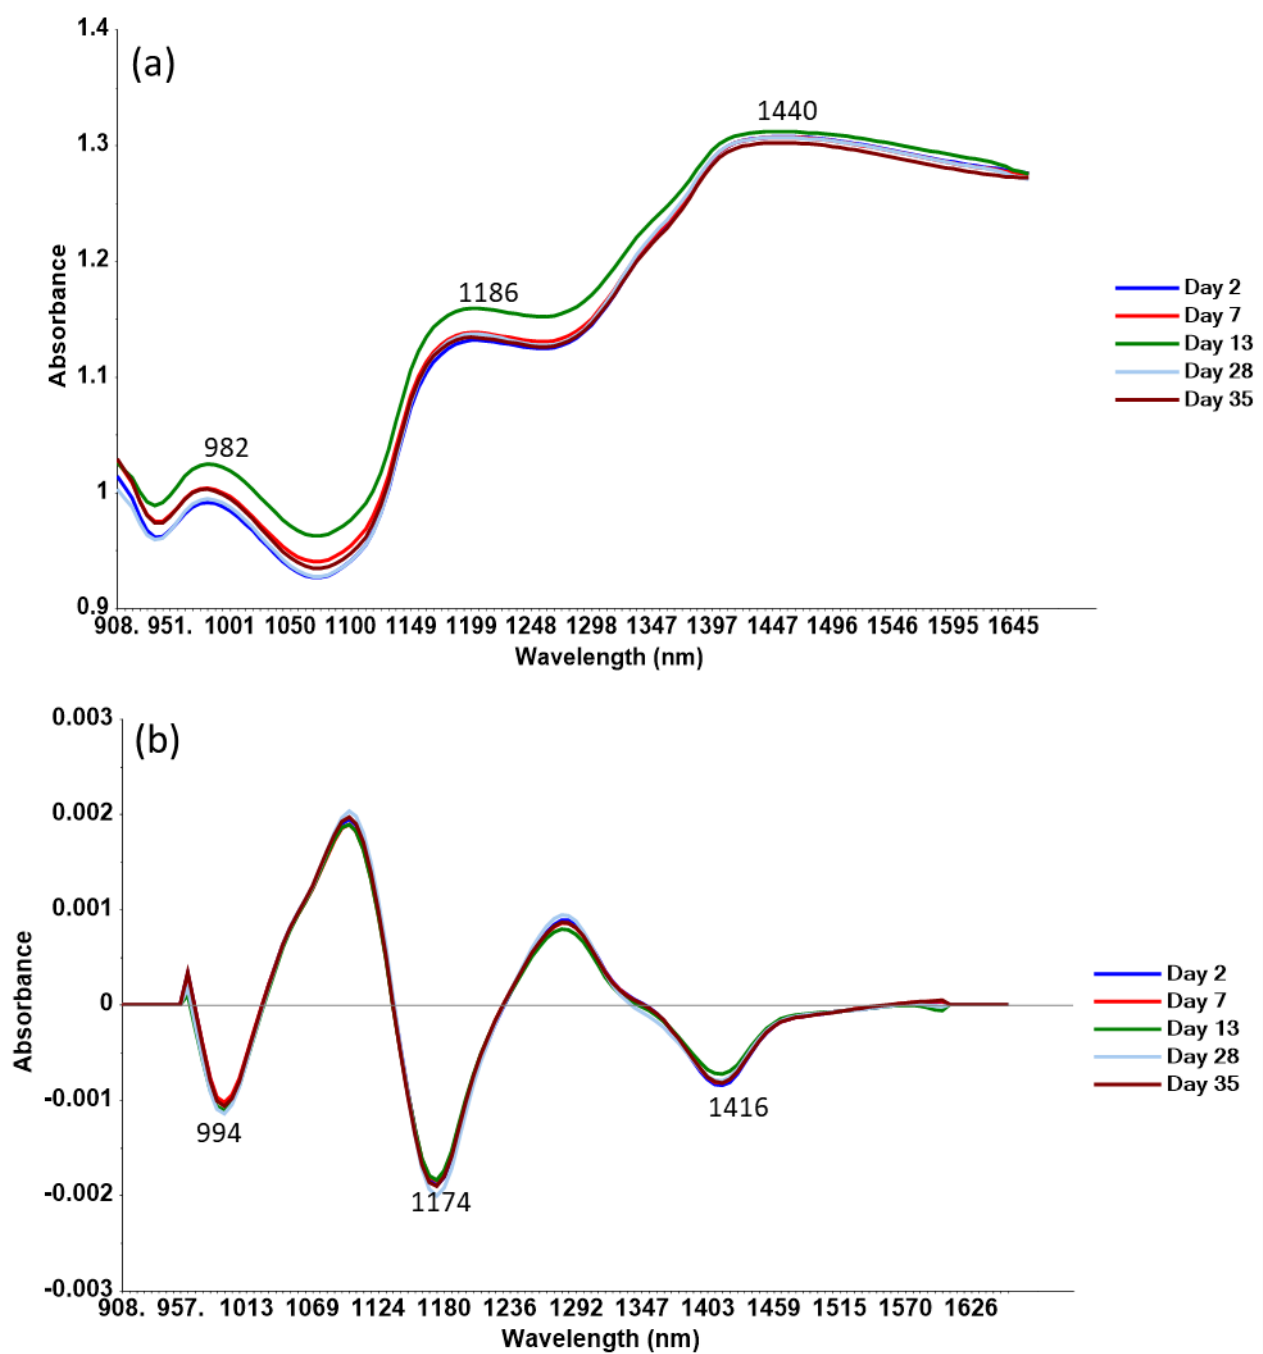 (a)
1.4
1.3
1.2
1.1
1
0.9
Absorbance
982
1186
1440
908. 951. 1001 1050 1100 1149 1199 1248 1298 1347 1397 1447 1496 1546 1595 1645
Wavelength (nm)
Day 2
Day 7
Day 13
Day 28
Day 35
(b)
0.003
0.002
0.001
0
-0.001
-0.002
-0.003
Absorbance
994
1174
1416
908. 957. 1013 1069 1124 1180 1236 1292 1347 1403 1459 1515 1570 1626
Wavelength (nm)
Day 2
Day 7
Day 13
Day 28
Day 35